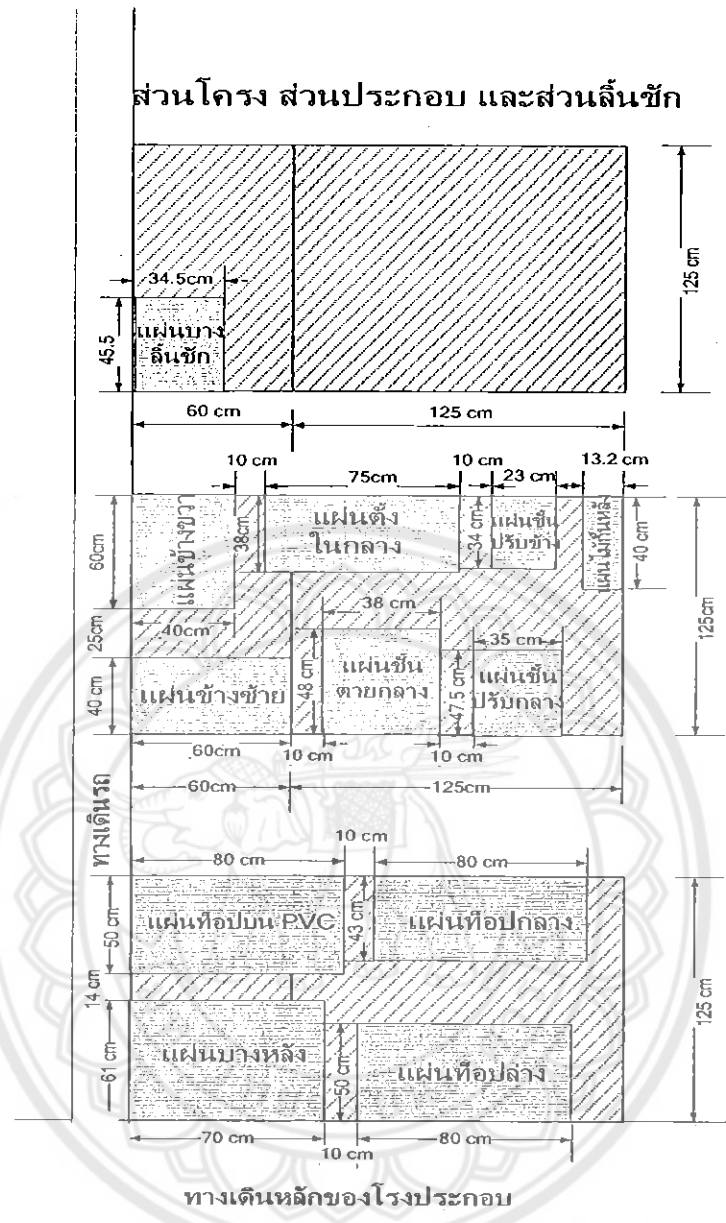 ส่วนโครง ส่วนประกอบ และส่วนลิ้นชัก
34.5cm
125 cm
45.5
แผ่นบาง
ลิ้นชัก
60 cm
125 cm
10 cm
75cm
10 cm
23 cm
13.2 cm
60cm
แผ่นข้างขวา
38cm
แผ่นตั้ง
ในกลาง
34 cm
แผ่นชั้น
ปรับข้าง
แผ่นไม้กั้นหลัง
40 cm
125cm
40cm
25cm
38 cm
35 cm
40 cm
แผ่นข้างซ้าย
48 cm
แผ่นชั้น
ตายกลาง
47.5 cm
แผ่นชั้น
ปรับกลาง
60cm
10 cm
10 cm
60cm
125cm
ทางเดินรถ
10 cm
80 cm
80 cm
50 cm
แผ่นท็อปบน PVC
43 cm
แผ่นท็อปกลาง
125 cm
14 cm
61 cm
แผ่นบางหลัง
50 cm
แผ่นท็อปล่าง
70 cm
10 cm
80 cm
ทางเดินหลักของโรงประกอบ